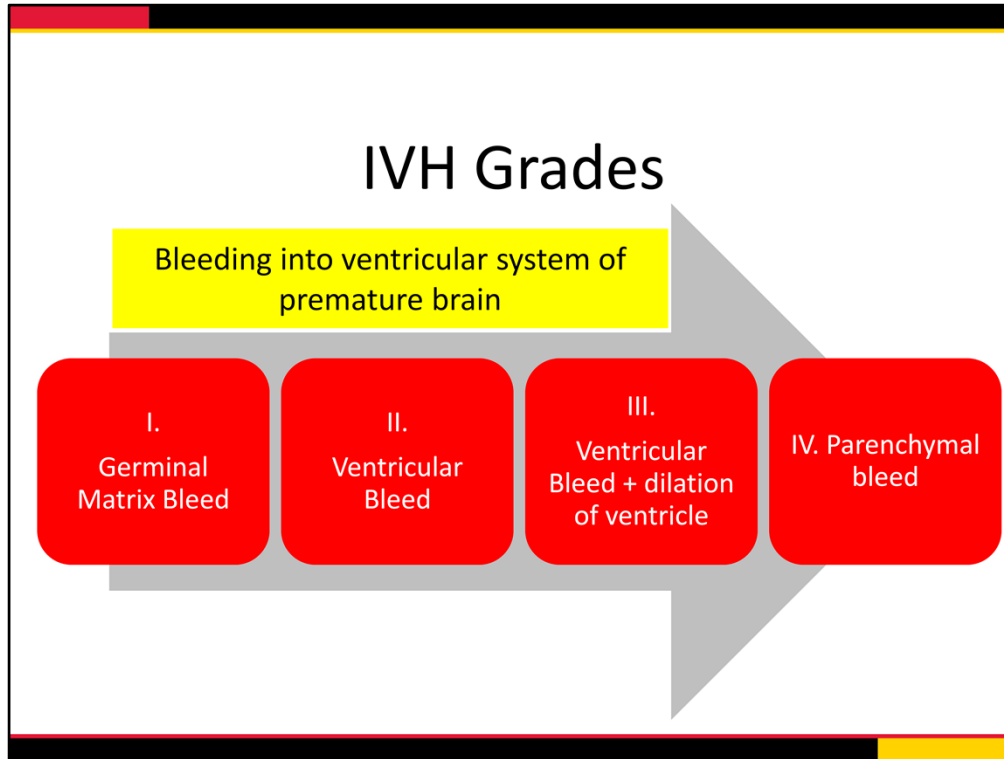 IVH Grades
Bleeding into ventricular system of
premature brain
I.
Germinal
Matrix Bleed
II.
Ventricular
Bleed
III.
Ventricular
Bleed + dilation
of ventricle
IV. Parenchymal
bleed